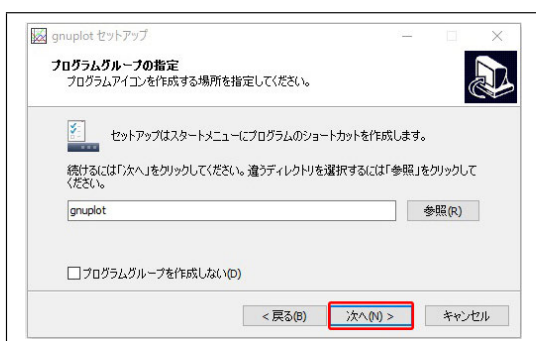 gnuplot セットアップ
プログラムグループの指定
プログラムアイコンを作成する場所を指定してください。
セットアップはスタートメニューにプログラムのショートカットを作成します。
続けるには「次へ」をクリックしてください。違うディレクトリを選択するには「参照」をクリックして
ください。
gnuplot
参照(R)
プログラムグループを作成しない(D)
< 戻る(B)
次へ(N) >
キャンセル